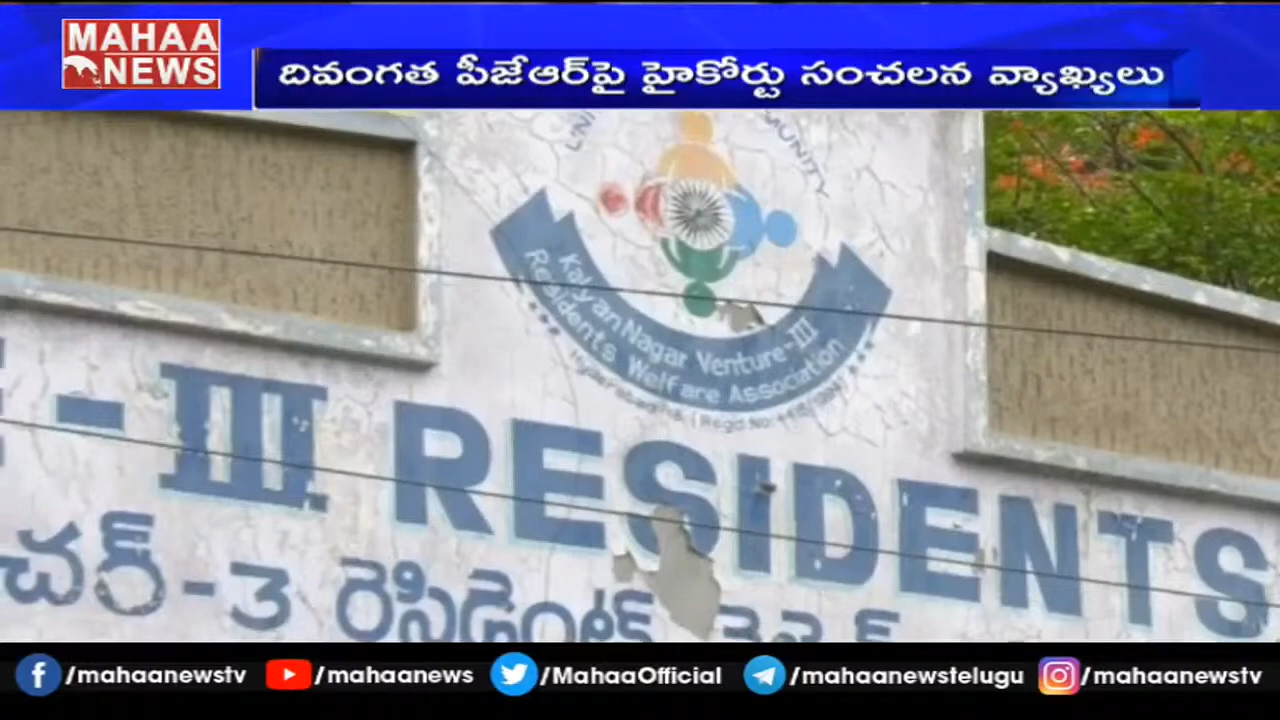 MAHAA
NEWS
దివంగత పీజేఆర్‌పై హైకోర్టు సంచలన వ్యాఖ్యలు
Kalyan Nagar Venture-III
Residents Welfare Association
- III RESIDENTS
చర్-3 రెసిడెంట్స్
/mahaanewstv
/mahaanews
/MahaaOfficial
/mahaanewstelugu
/mahaanewstv